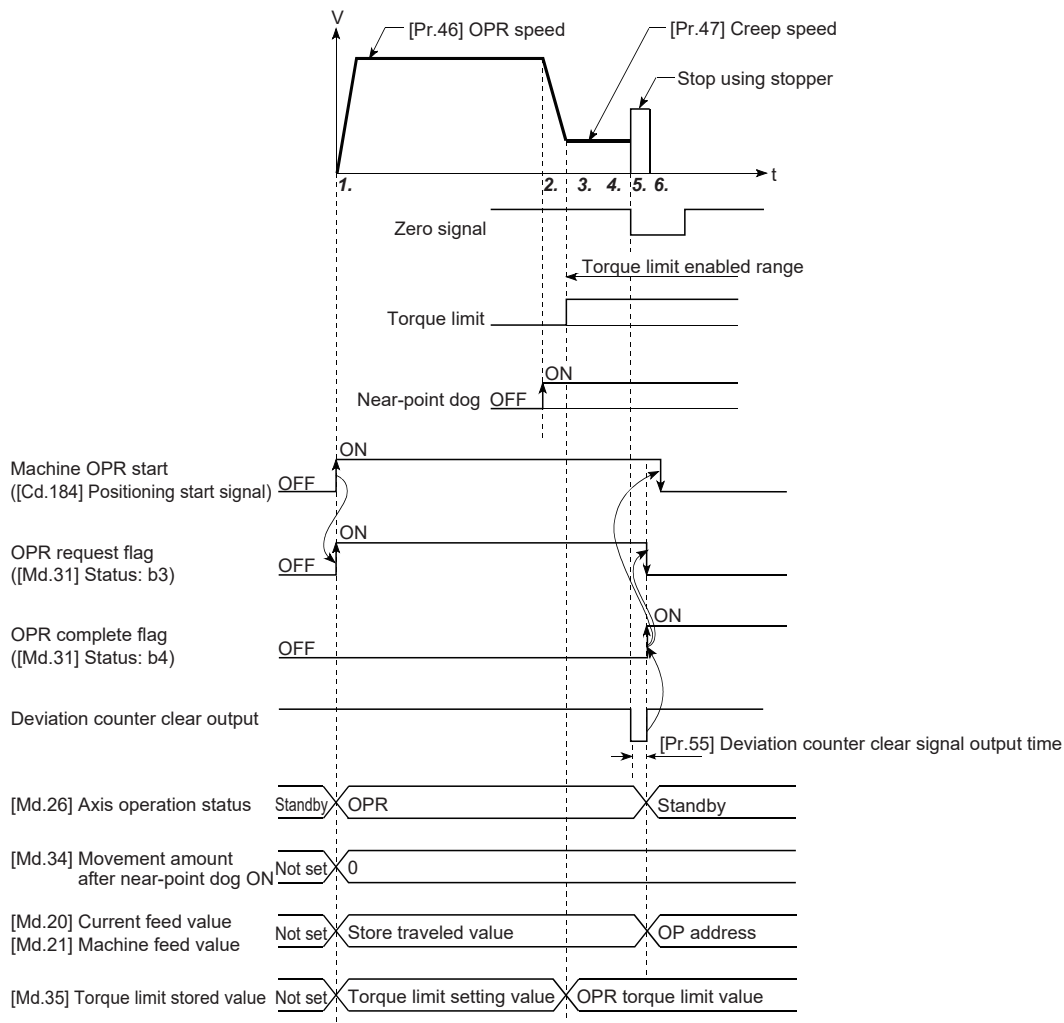 V
[Pr.46] OPR speed
[Pr.47] Creep speed
Stop using stopper
t
1. 2. 3. 4. 5. 6.
Zero signal
Torque limit enabled range
Torque limit
ON
Near-point dog OFF
ON
Machine OPR start
([Cd.184] Positioning start signal) OFF
ON
OPR request flag
([Md.31] Status: b3) OFF
ON
OPR complete flag
([Md.31] Status: b4) OFF
Deviation counter clear output
[Pr.55] Deviation counter clear signal output time
[Md.26] Axis operation status Standby OPR Standby
[Md.34] Movement amount
after near-point dog ON Not set 0
[Md.20] Current feed value
[Md.21] Machine feed value Not set Store traveled value OP address
[Md.35] Torque limit stored value Not set Torque limit setting value OPR torque limit value